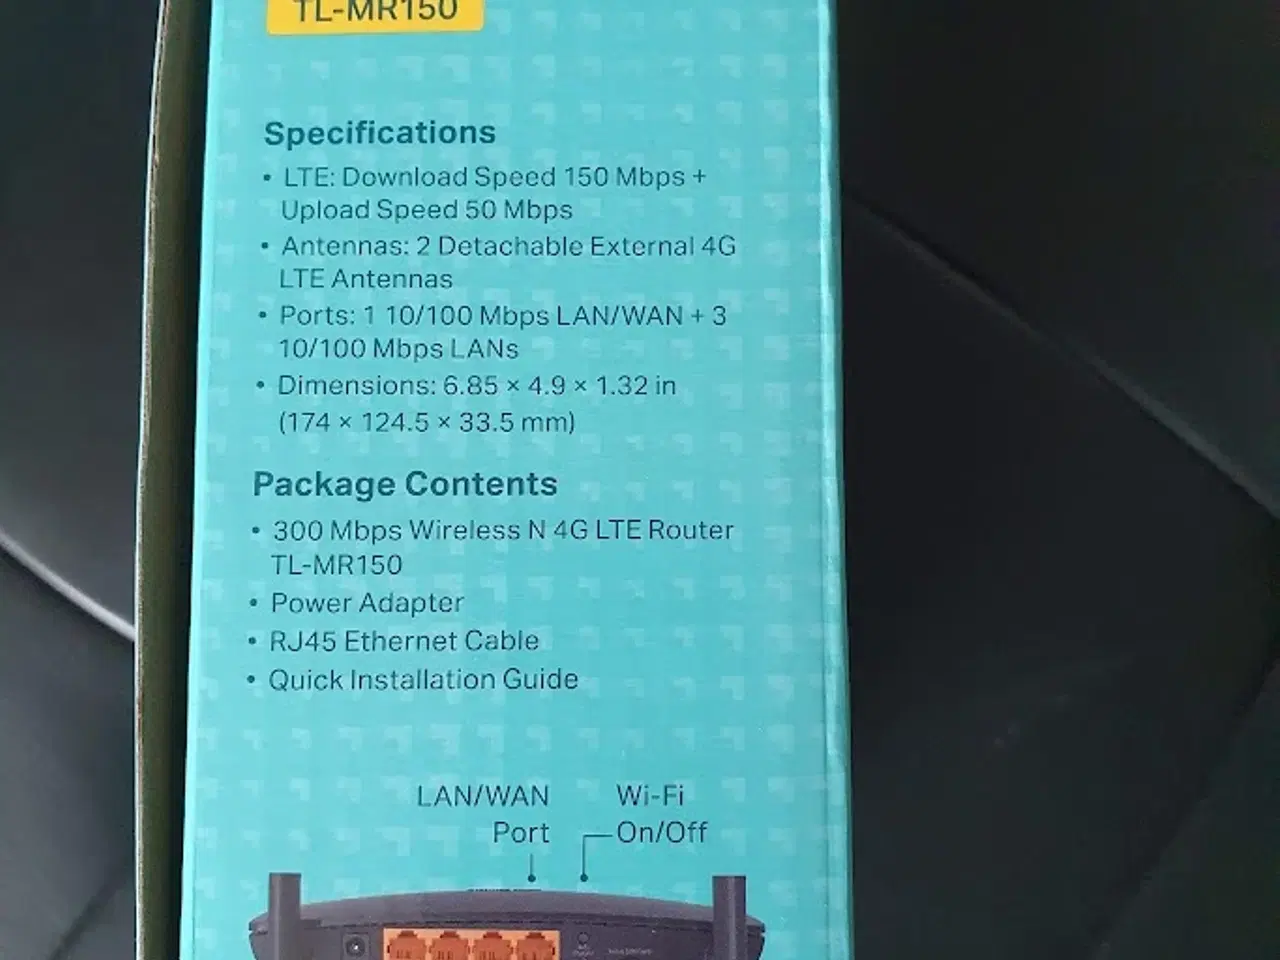 TL-MR150
Specifications
• LTE: Download Speed 150 Mbps +
Upload Speed 50 Mbps
• Antennas: 2 Detachable External 4G
LTE Antennas
• Ports: 1 10/100 Mbps LAN/WAN + 3
10/100 Mbps LANs
• Dimensions: 6.85 × 4.9 × 1.32 in
(174 × 124.5 × 33.5 mm)
Package Contents
• 300 Mbps Wireless N 4G LTE Router
TL-MR150
• Power Adapter
• RJ45 Ethernet Cable
• Quick Installation Guide
LAN/WAN
Port
Wi-Fi
On/Off